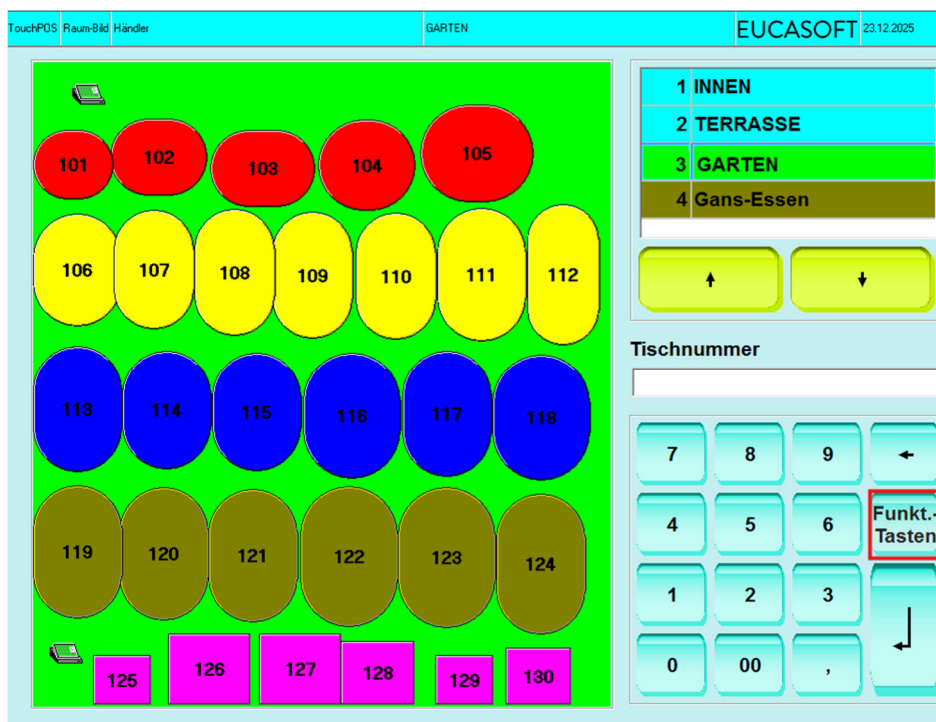 TouchPOS Raum-Bild Händler GARTEN EUCASOFT 23.12.2025
1 INNEN
2 TERRASSE
3 GARTEN
4 Gans-Essen
101 102 103 104 105
106 107 108 109 110 111 112
113 114 115 116 117 118
119 120 121 122 123 124
125 126 127 128 129 130
Tischnummer
7 8 9
4 5 6 Funkt.-
Tasten
1 2 3
0 00 ,